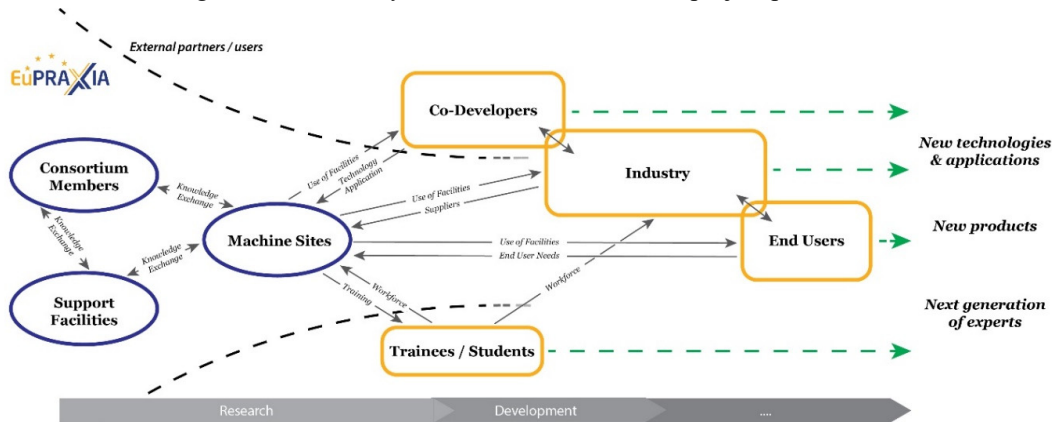 External partners / users
EuPRAXIA
Co-Developers
New technologies
& applications
Consortium
Members
Use of Facilities
Technology
Application
Industry
Knowledge
Exchange
Use of Facilities
Suppliers
Knowledge
Exchange
Machine Sites
Use of Facilities
End User Needs
End Users
New products
Knowledge
Exchange
Support
Facilities
Workforce
Training
Workforce
Next generation
of experts
Trainees / Students
Research
Development
....